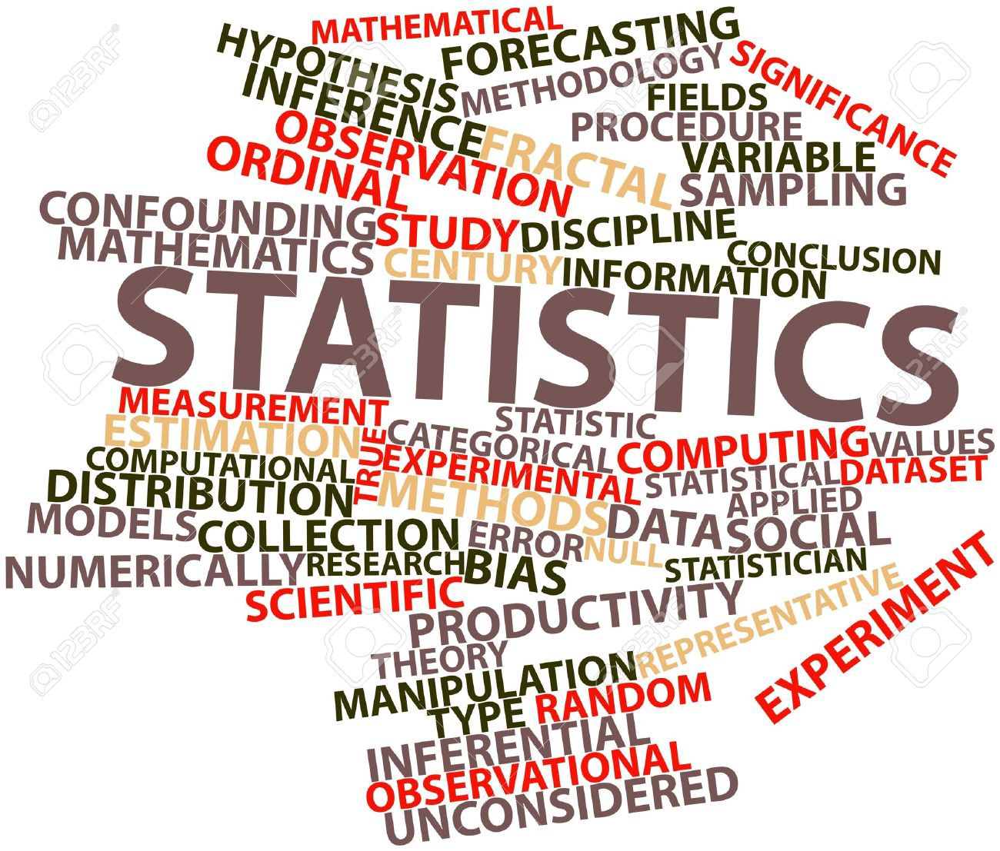 MATHEMATICAL
FORECASTING
HYPOTHESIS
METHODOLOGY
SIGNIFICANCE
INFERENCE
FIELDS
OBSERVATION
PROCEDURE
FRACTAL
VARIABLE
ORDINAL
SAMPLING
CONFOUNDING
STUDY
DISCIPLINE
MATHEMATICS
CENTURY
INFORMATION
CONCLUSION
STATISTICS
MEASUREMENT
STATISTIC
ESTIMATION
TRUE
CATEGORICAL
COMPUTING
VALUES
COMPUTATIONAL
EXPERIMENTAL
STATISTICAL
DATASET
DISTRIBUTION
METHODS
APPLIED
MODELS
COLLECTION
ERROR
DATA
SOCIAL
NULL
NUMERICALLY
RESEARCH
BIAS
STATISTICIAN
SCIENTIFIC
PRODUCTIVITY
REPRESENTATIVE
EXPERIMENT
THEORY
MANIPULATION
TYPE
RANDOM
INFERENTIAL
OBSERVATIONAL
UNCONSIDERED
123RF